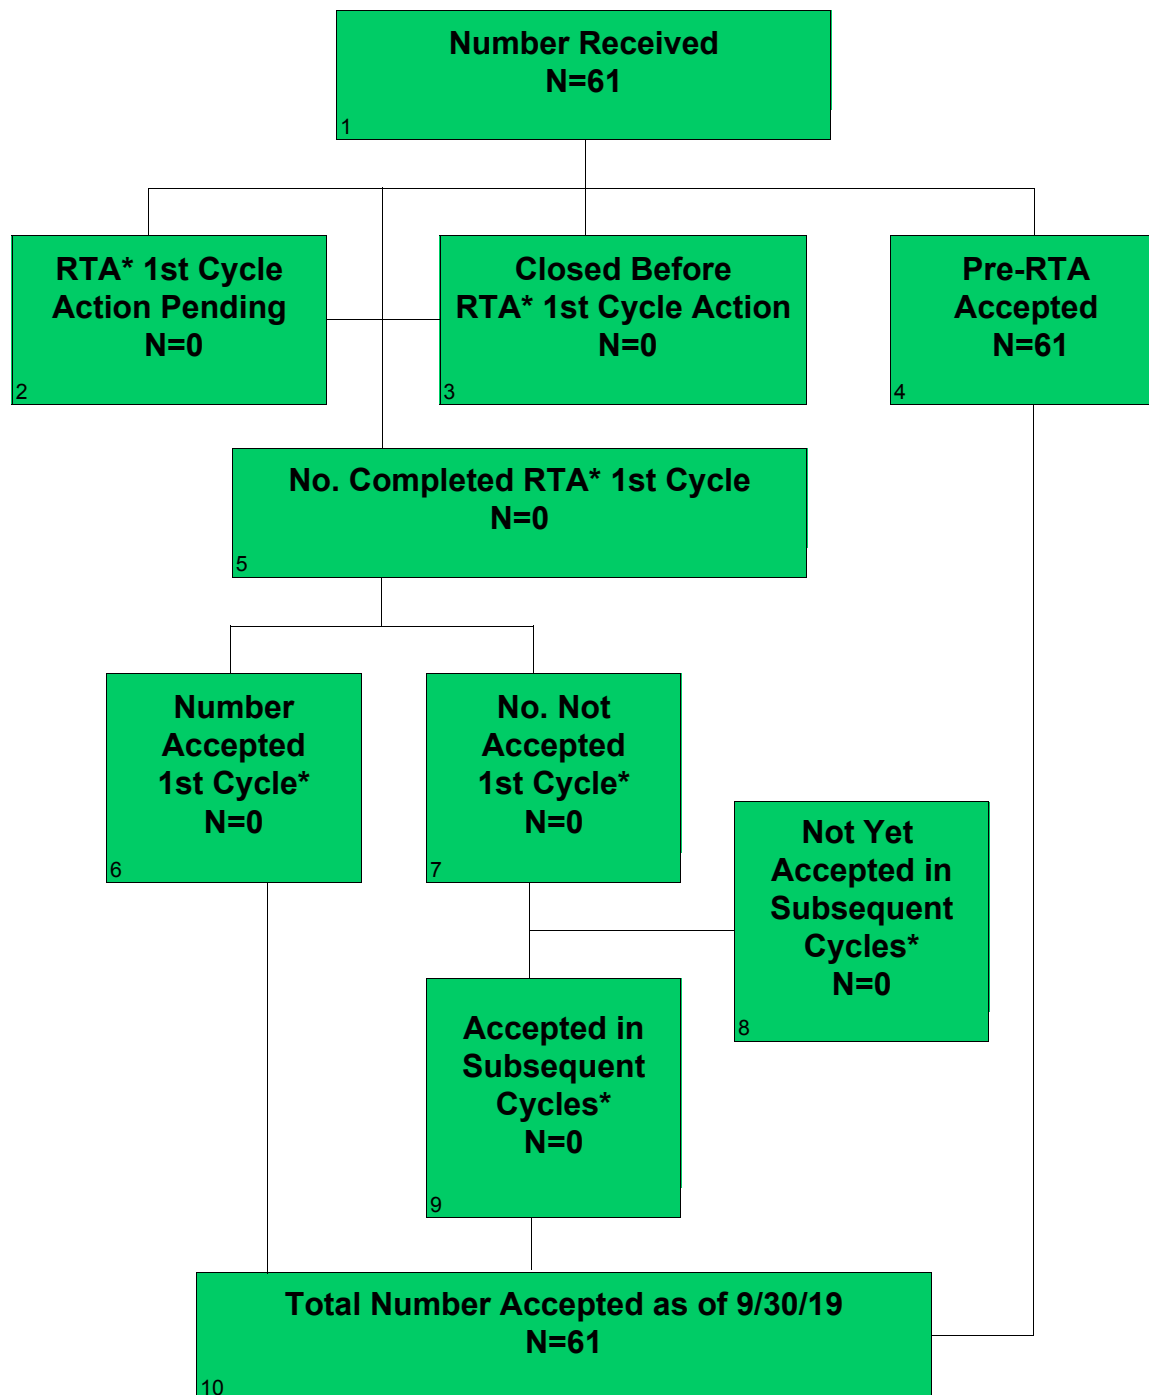 Number Received
N=61
1
RTA* 1st Cycle
Action Pending
N=0
2
Closed Before
RTA* 1st Cycle Action
N=0
3
Pre-RTA
Accepted
N=61
4
No. Completed RTA* 1st Cycle
N=0
5
Number
Accepted
1st Cycle*
N=0
6
No. Not
Accepted
1st Cycle*
N=0
7
Not Yet
Accepted in
Subsequent
Cycles*
N=0
8
Accepted in
Subsequent
Cycles*
N=0
9
Total Number Accepted as of 9/30/19
N=61
10